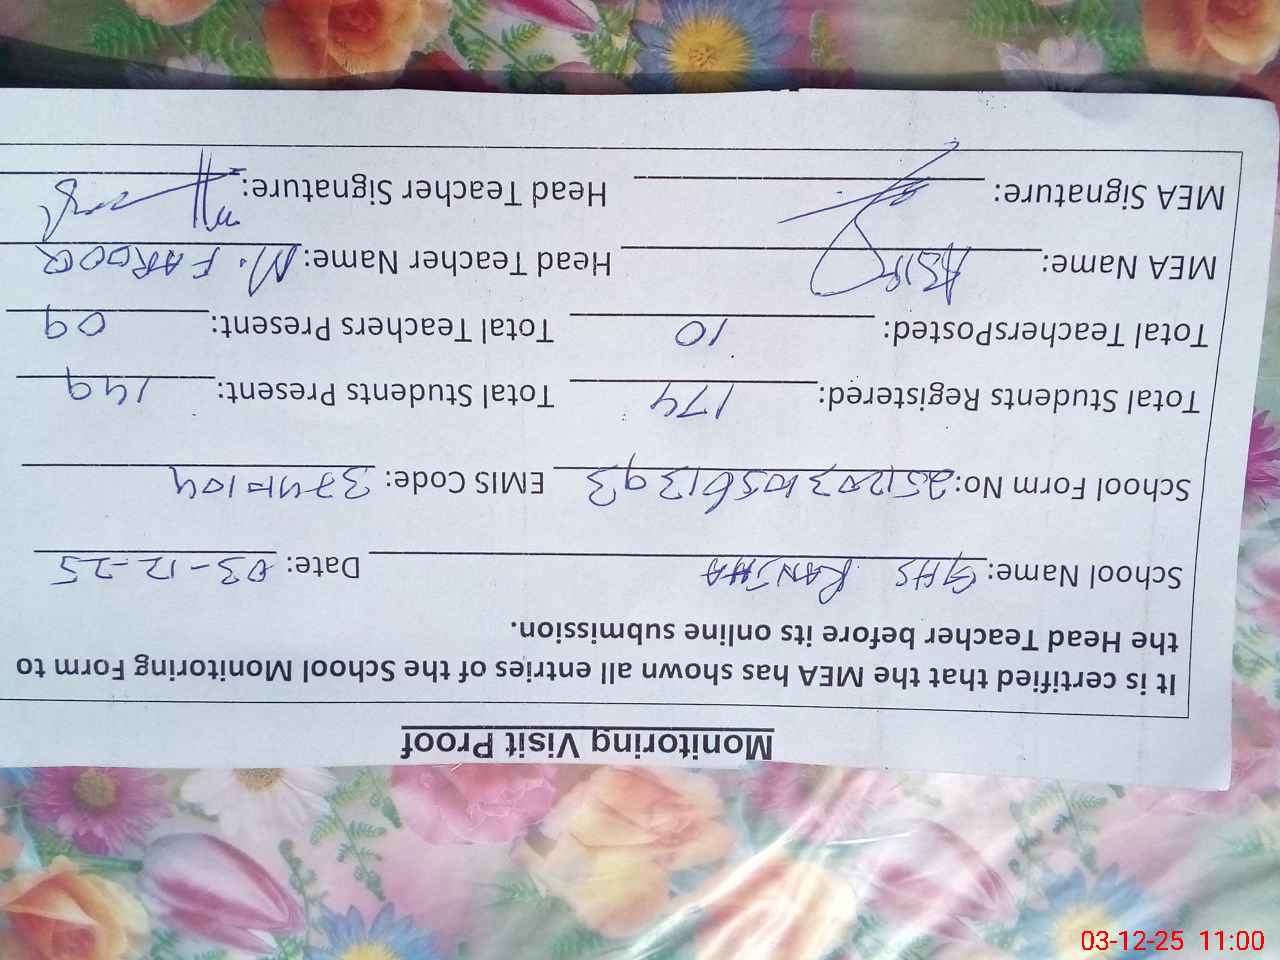 Monitoring Visit Proof
It is certified that the MEA has shown all entries of the School Monitoring Form to
the Head Teacher before its online submission.
School Name: GHS RANJHA Date: 03-12-25
School Form No: EMIS Code:
Total Students Registered: 174 Total Students Present: 149
Total TeachersPosted: 10 Total Teachers Present: 09
MEA Name: ASIF Head Teacher Name: M. FAROOQ
MEA Signature: Head Teacher Signature:
03-12-25 11:00